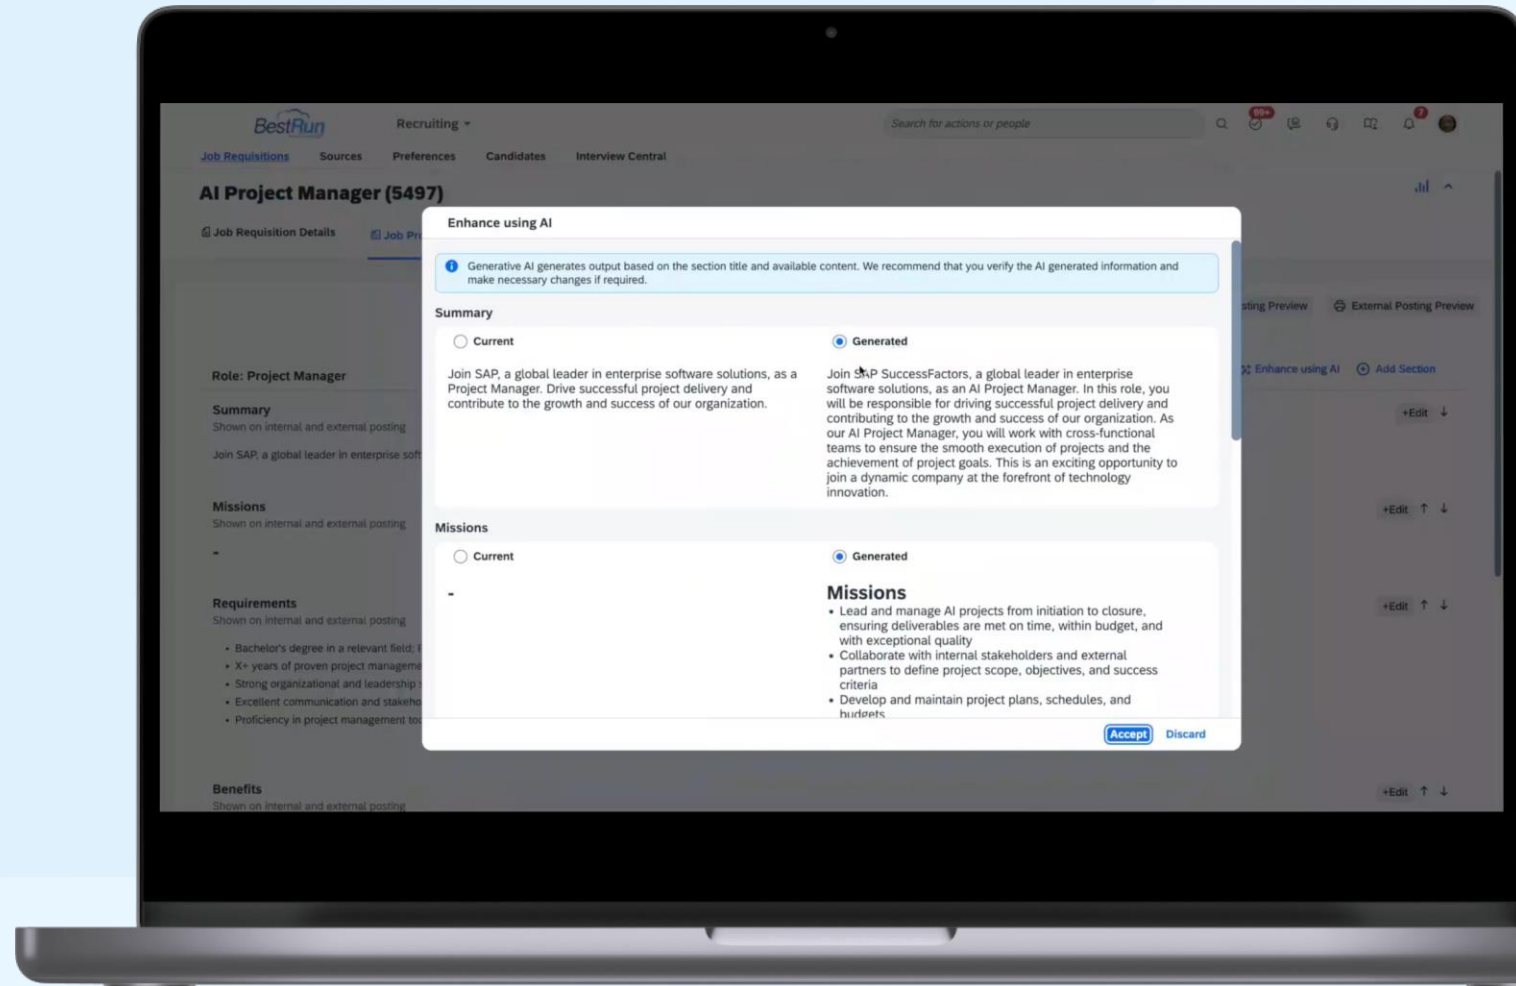 BestRun
Recruiting
Search for actions or people
99+
7
Job Requisitions
Sources
Preferences
Candidates
Interview Central
AI Project Manager (5497)
Job Requisition Details
Job
Enhance using AI
Generative AI generates output based on the section title and available content. We recommend that you verify the AI generated information and
make necessary changes if required.
Summary
Current
Join SAP, a global leader in enterprise software solutions, as a
Project Manager. Drive successful project delivery and
contribute to the growth and success of our organization.
Generated
Join SAP SuccessFactors, a global leader in enterprise
software solutions, as an AI Project Manager. In this role, you
will be responsible for driving successful project delivery and
contributing to the growth and success of our organization. As
our AI Project Manager, you will work with cross-functional
teams to ensure the smooth execution of projects and the
achievement of project goals. This is an exciting opportunity to
join a dynamic company at the forefront of technology
innovation.
Missions
Current
-
Generated
Missions
• Lead and manage AI projects from initiation to closure,
ensuring deliverables are met on time, within budget, and
with exceptional quality
• Collaborate with internal stakeholders and external
partners to define project scope, objectives, and success
criteria
• Develop and maintain project plans, schedules, and
budgets
Accept
Discard
Preview
External Posting Preview
Role: Project Manager
Enhance using AI
Add Section
Summary
Shown on internal and external posting
+Edit
Join SAP, a global leader in enterprise
Missions
Shown on internal and external posting
+Edit
-
Requirements
Shown on internal and external posting
+Edit
• Bachelor's degree in a relevant field;
• X+ years of proven project
• Strong organizational and leadership
• Excellent communication and
• Proficiency in project management
Benefits
Shown on internal and external posting
+Edit